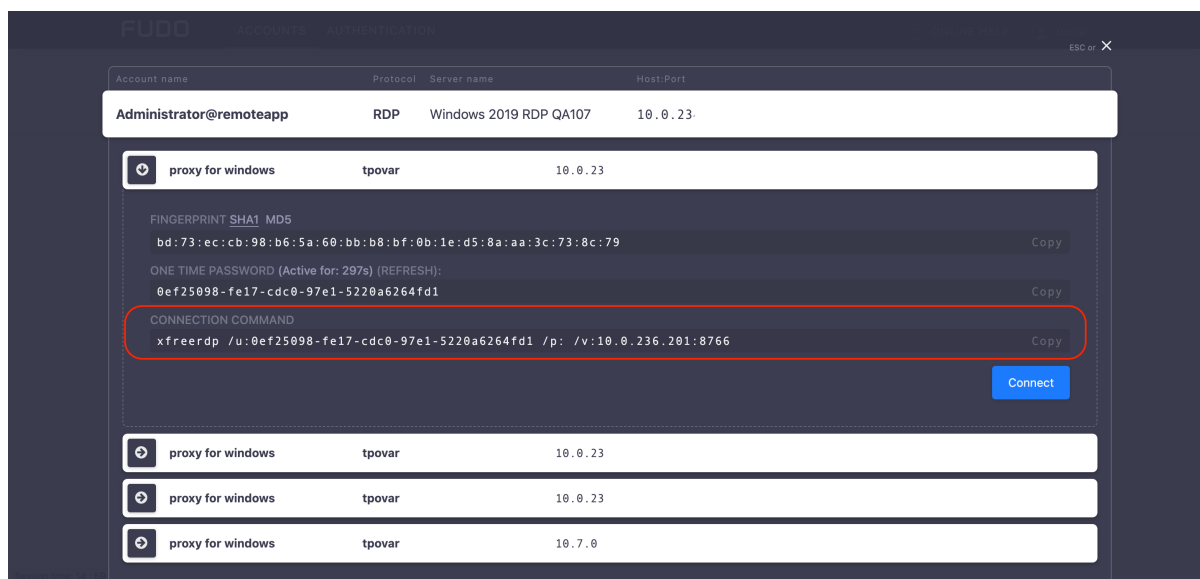 FUDO ACCOUNTS AUTHENTICATION
ESC or X
Account name Protocol Server name Host:Port
Administrator@remoteapp RDP Windows 2019 RDP QA107 10.0.23.
proxy for windows tpovar 10.0.23
FINGERPRINT SHA1 MD5
bd:73:ec:cb:98:b6:5a:60:bb:b8:bf:0b:1e:d5:8a:aa:3c:73:8c:79 Copy
ONE TIME PASSWORD (Active for: 297s) (REFRESH):
0ef25098-fe17-cdc0-97e1-5220a6264fd1 Copy
CONNECTION COMMAND
xfreerdp /u:0ef25098-fe17-cdc0-97e1-5220a6264fd1 /p: /v:10.0.236.201:8766 Copy
Connect
proxy for windows tpovar 10.0.23
proxy for windows tpovar 10.0.23
proxy for windows tpovar 10.7.0